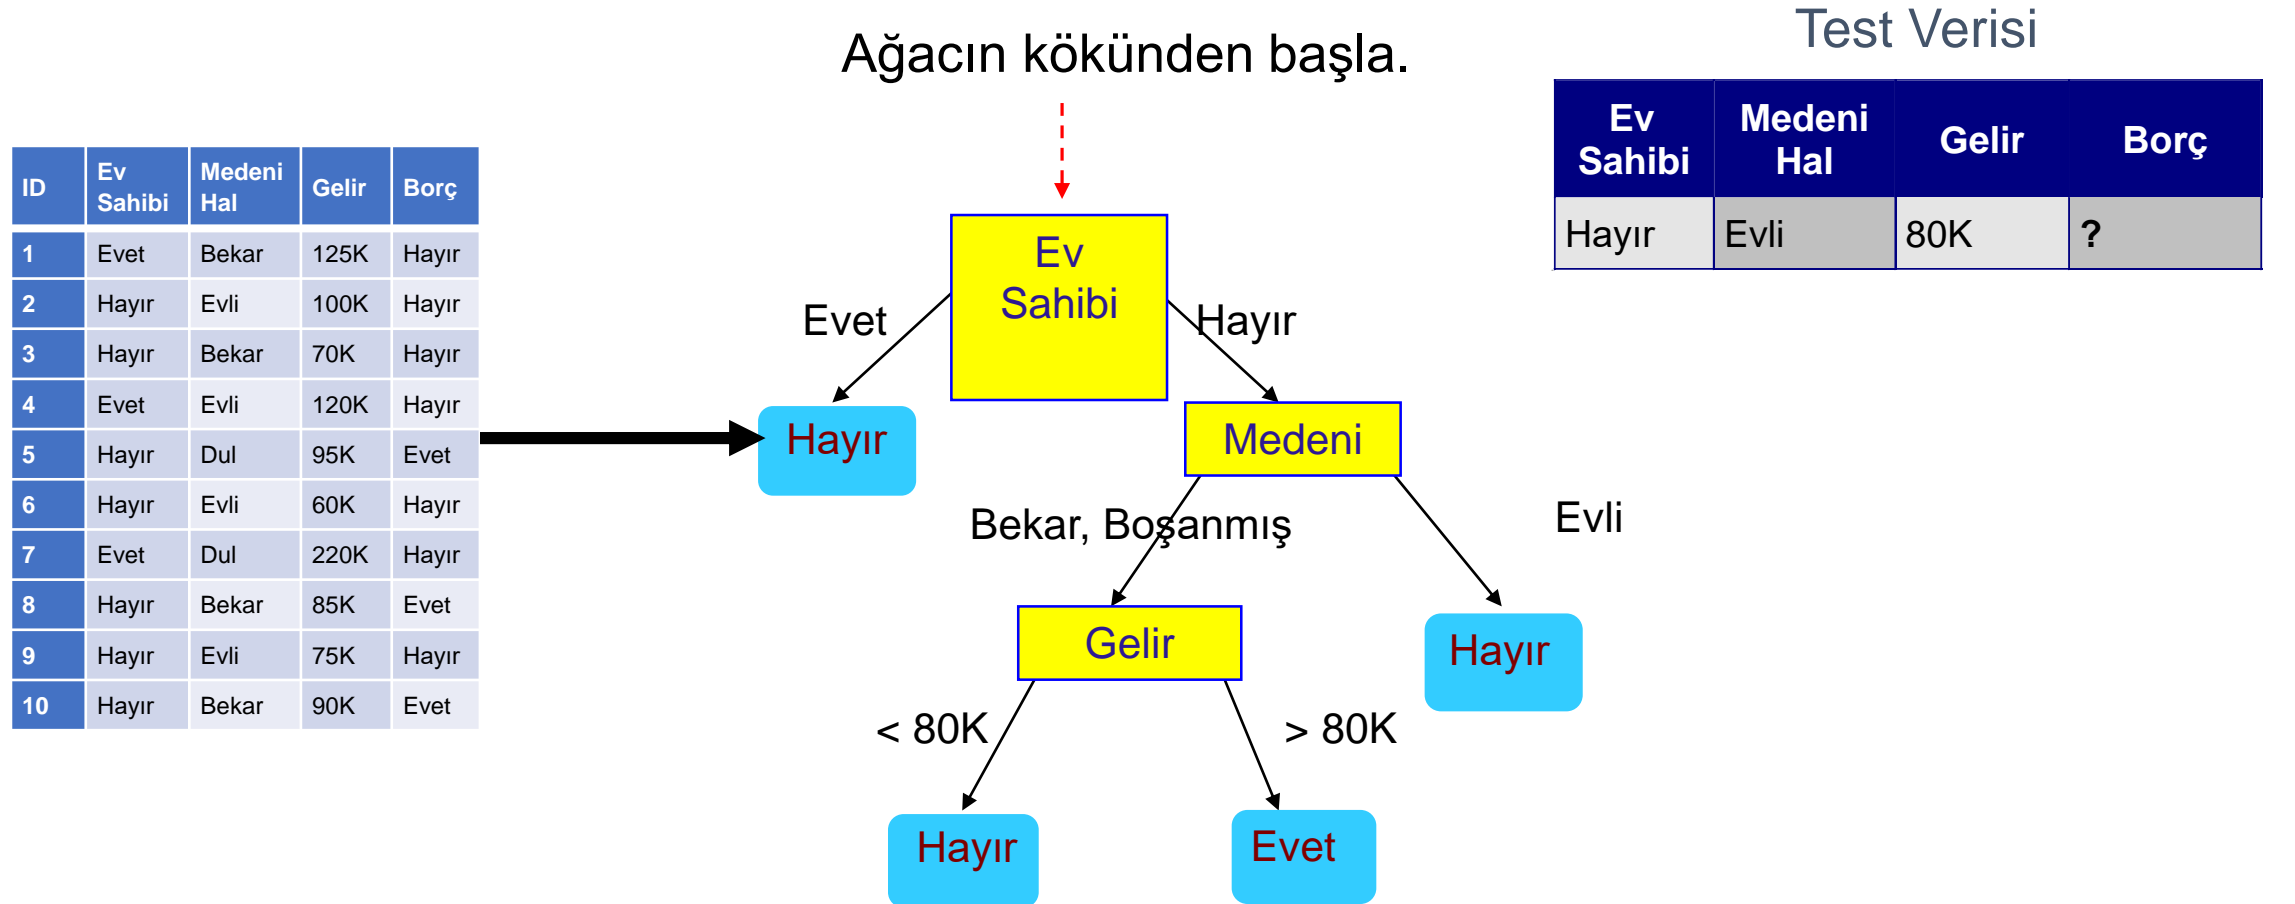 Test Verisi
Ağacın kökünden başla.
Ev Sahibi Medeni Hal Gelir Borç
Hayır Evli 80K ?
ID Ev Sahibi Medeni Hal Gelir Borç
1 Evet Bekar 125K Hayır
2 Hayır Evli 100K Hayır
3 Hayır Bekar 70K Hayır
4 Evet Evli 120K Hayır
5 Hayır Dul 95K Evet
6 Hayır Evli 60K Hayır
7 Evet Dul 220K Hayır
8 Hayır Bekar 85K Evet
9 Hayır Evli 75K Hayır
10 Hayır Bekar 90K Evet
Ev
Sahibi
Evet
Hayır
Hayır
Medeni
Bekar, Boşanmış
Evli
Gelir
Hayır
< 80K
> 80K
Hayır
Evet